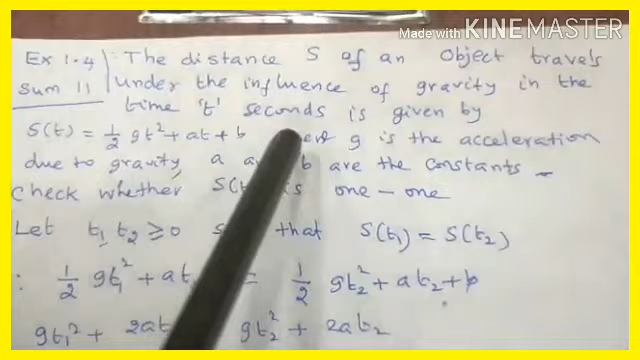 Made with KINEMASTER
Ex 1.4 The distance S of an Object travels
Sum 11 under the influence of gravity in the
time 't' seconds is given by
S(t) = 1/2 gt² + at + b g is the acceleration
due to gravity, a b are the constants -
Check whether S( is one - one
Let t₁ t₂ ≥ 0 that S(t₁) = S(t₂)
: 1/2 gt₁² + at = 1/2 gt₂² + at₂ + b
gt₁² + 2at gt₂² + 2at₂